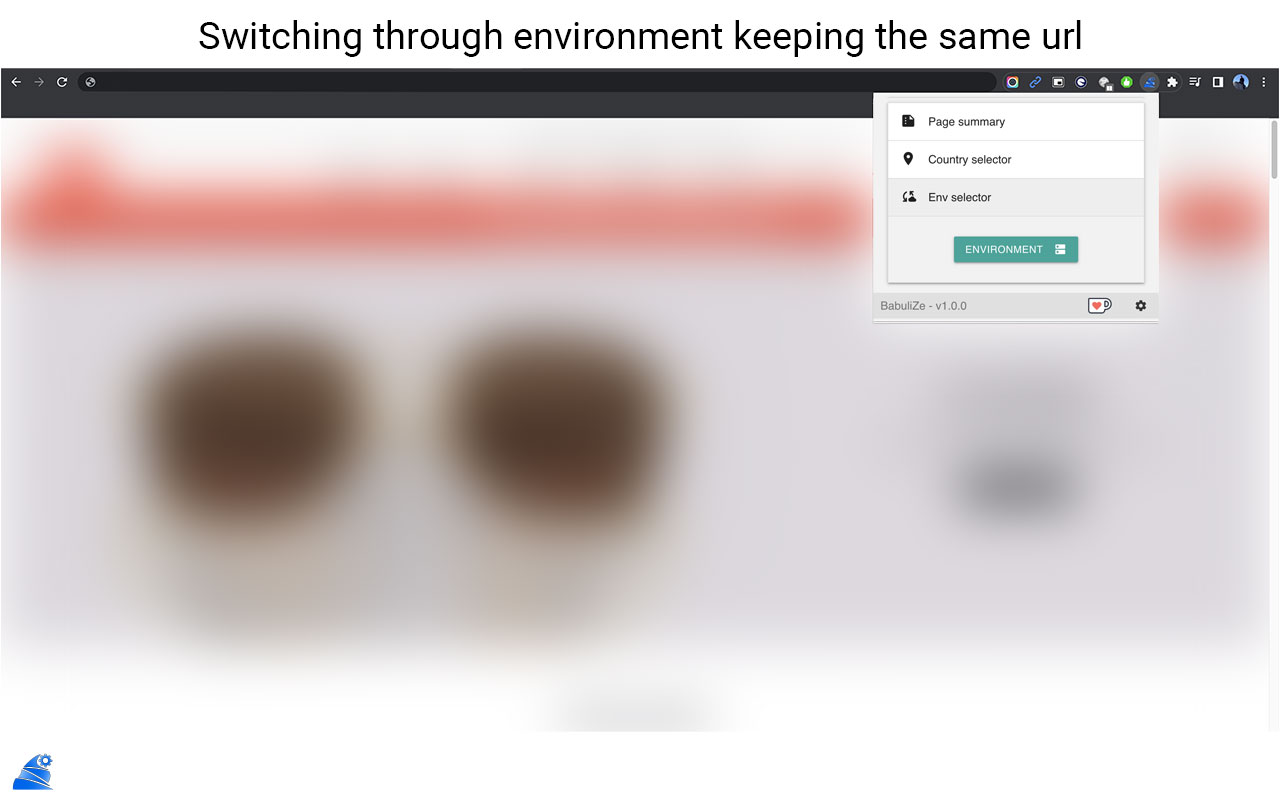 Switching through environment keeping the same url
Page summary
Country selector
Env selector
ENVIRONMENT
BabuliZe - v1.0.0